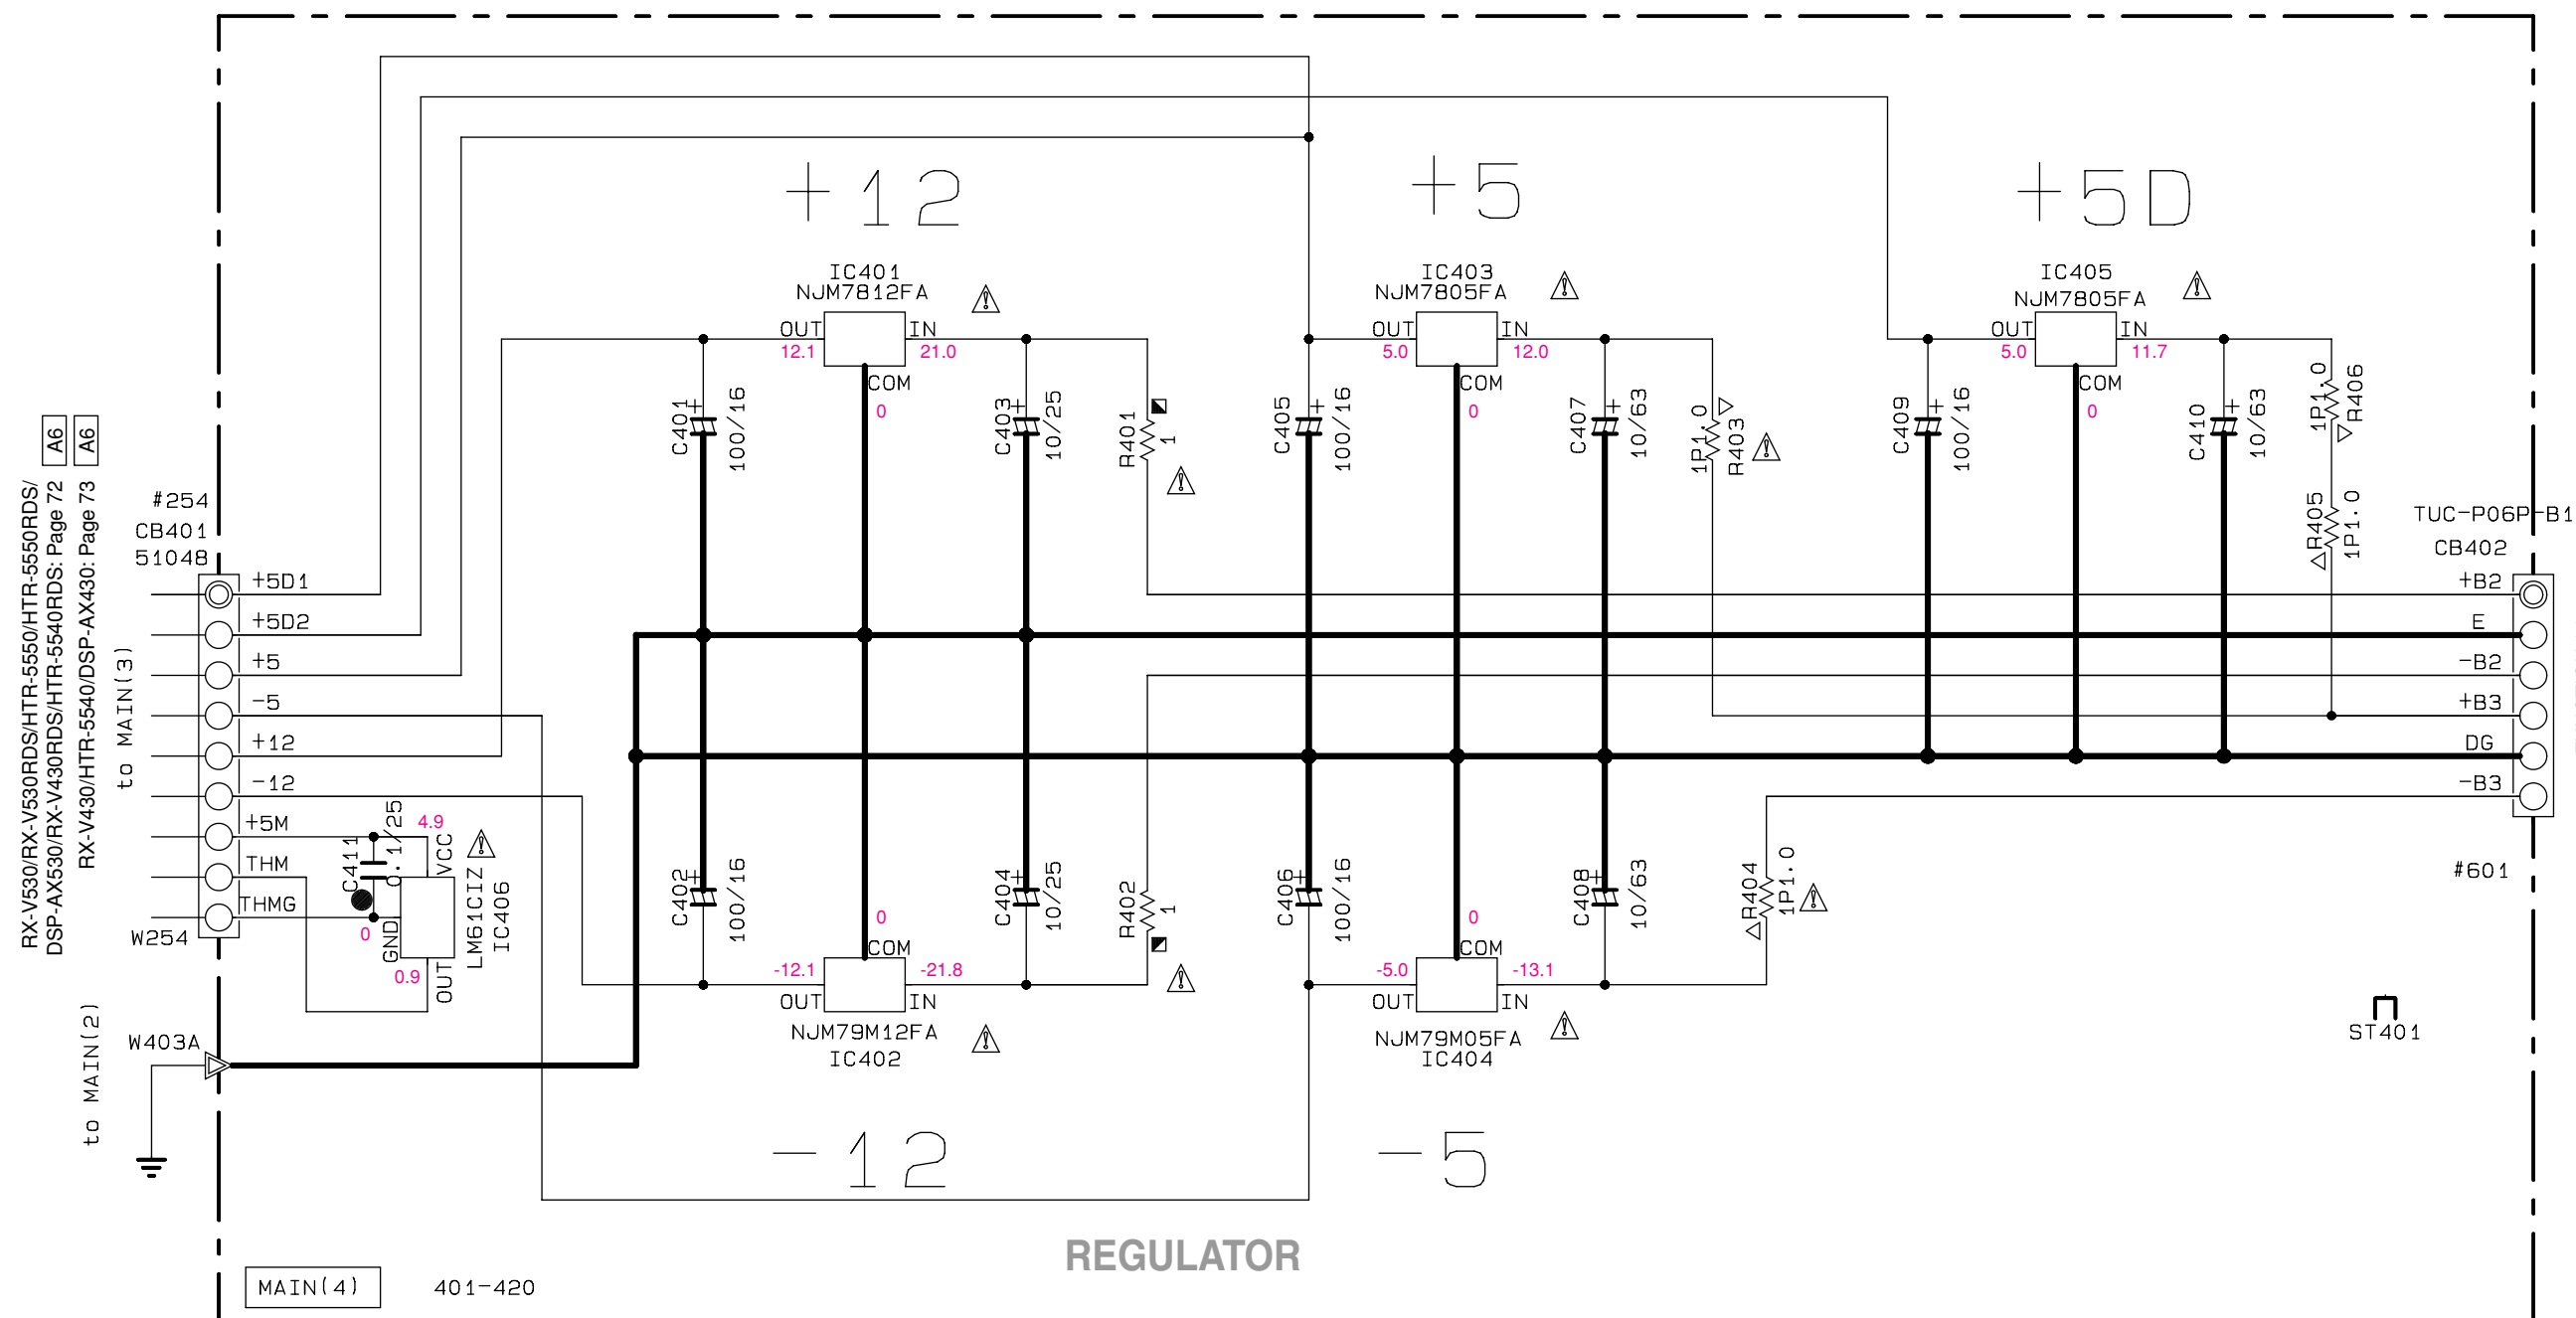 +12
+5
+5D
IC401
NJM7812FA
OUT
IN
12.1
21.0
COM
0
IC403
NJM7805FA
OUT
IN
5.0
12.0
COM
0
IC405
NJM7805FA
OUT
IN
5.0
11.7
COM
0
C401
+
100/16
C403
+
10/25
R401
1
C405
+
100/16
C407
+
10/63
1P1.0
R403
C409
+
100/16
C410
+
10/63
1P1.0
R406
R405
1P1.0
RX-V530/RX-V530RDS/HTR-5550/HTR-5550RDS/
DSP-AX530/RX-V430RDS/HTR-5540RDS: Page 72 A6
RX-V430/HTR-5540/DSP-AX430: Page 73 A6
to MAIN(3)
#254
CB401
51048
+5D1
+5D2
+5
-5
+12
-12
+5M
THM
THMG
W254
C411
0.1/25
4.9
VCC
0
GND
0.9
OUT
LM61CIZ
IC406
TUC-P06P-B1
CB402
+B2
E
-B2
+B3
DG
-B3
#601
C402
+
100/16
C404
+
10/25
R402
1
C406
+
100/16
C408
+
10/63
R404
1P1.0
0
COM
-12.1
-21.8
OUT
IN
NJM79M12FA
IC402
0
COM
-5.0
-13.1
OUT
IN
NJM79M05FA
IC404
ST401
to MAIN(2)
W403A
-12
-5
REGULATOR
MAIN(4)
401-420